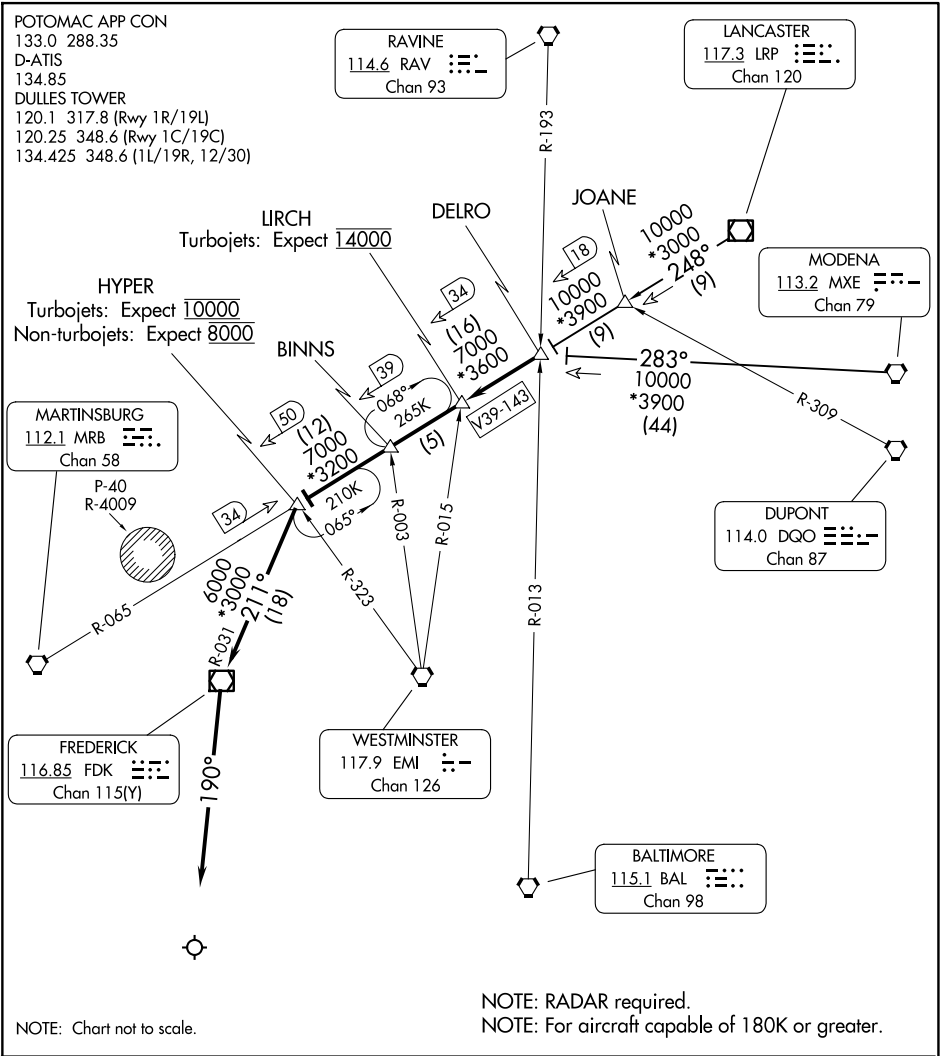 POTOMAC APP CON
133.0 288.35
D-ATIS
134.85
DULLES TOWER
120.1 317.8 (Rwy 1R/19L)
120.25 348.6 (Rwy 1C/19C)
134.425 348.6 (1L/19R, 12/30)
RAVINE
114.6 RAV
Chan 93
LANCASTER
117.3 LRP
Chan 120
R-193
JOANE
DELRO
LIRCH
Turbojets: Expect 14000
10000
*3000
248°
(9)
18
10000
*3900
(9)
MODENA
113.2 MXE
Chan 79
HYPER
Turbojets: Expect 10000
Non-turbojets: Expect 8000
34
(16)
7000
*3600
BINNS
39
283°
10000
*3900
(44)
068°
265K
V39-143
R-309
MARTINSBURG
112.1 MRB
Chan 58
50
(12)
7000
*3200
(5)
210K
065°
P-40
R-4009
34
R-003
R-015
DUPONT
114.0 DQO
Chan 87
R-323
R-013
R-065
6000
*3000
211°
(18)
R-031
FREDERICK
116.85 FDK
Chan 115(Y)
WESTMINSTER
117.9 EMI
Chan 126
190°
BALTIMORE
115.1 BAL
Chan 98
NOTE: RADAR required.
NOTE: Chart not to scale.
NOTE: For aircraft capable of 180K or greater.